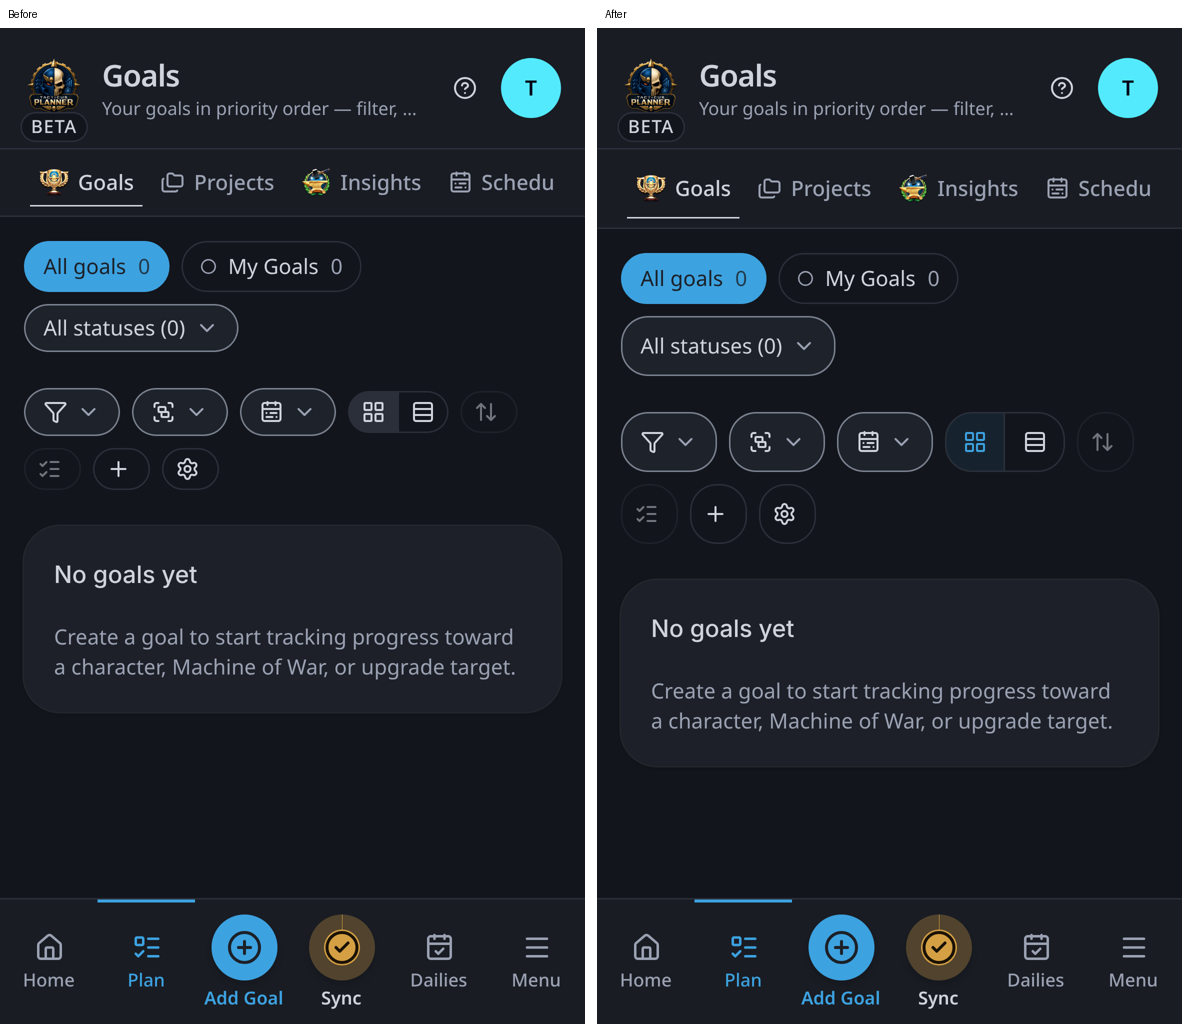 Before
TACTICUS
PLANNER
BETA
Goals
Your goals in priority order — filter, ...
T
Goals
Projects
Insights
Schedu
All goals 0
My Goals 0
All statuses (0)
No goals yet
Create a goal to start tracking progress toward
a character, Machine of War, or upgrade target.
Home
Plan
Add Goal
Sync
Dailies
Menu
After
TACTICUS
PLANNER
BETA
Goals
Your goals in priority order — filter, ...
T
Goals
Projects
Insights
Schedu
All goals 0
My Goals 0
All statuses (0)
No goals yet
Create a goal to start tracking progress toward
a character, Machine of War, or upgrade target.
Home
Plan
Add Goal
Sync
Dailies
Menu